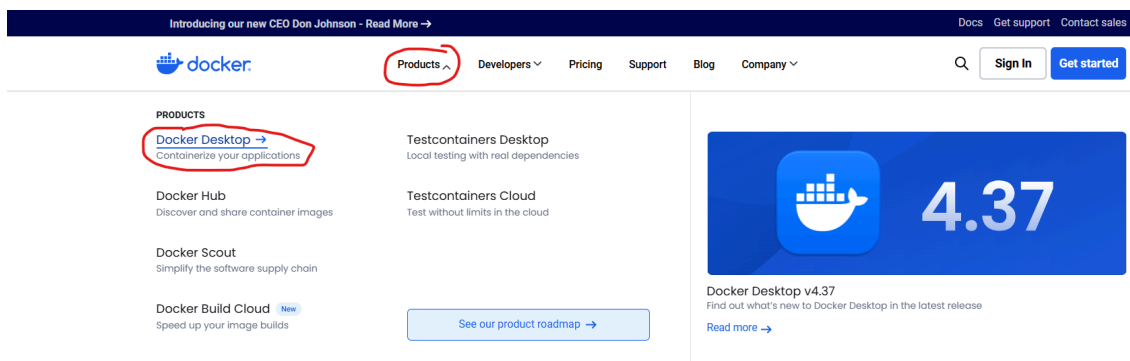 Introducing our new CEO Don Johnson - Read More →
Docs Get support Contact sales
docker
Products Developers Pricing Support Blog Company
Sign In Get started
PRODUCTS
Docker Desktop →
Containerize your applications
Docker Hub
Discover and share container images
Docker Scout
Simplify the software supply chain
Docker Build Cloud New
Speed up your image builds
Testcontainers Desktop
Local testing with real dependencies
Testcontainers Cloud
Test without limits in the cloud
See our product roadmap →
4.37
Docker Desktop v4.37
Find out what's new to Docker Desktop in the latest release
Read more →